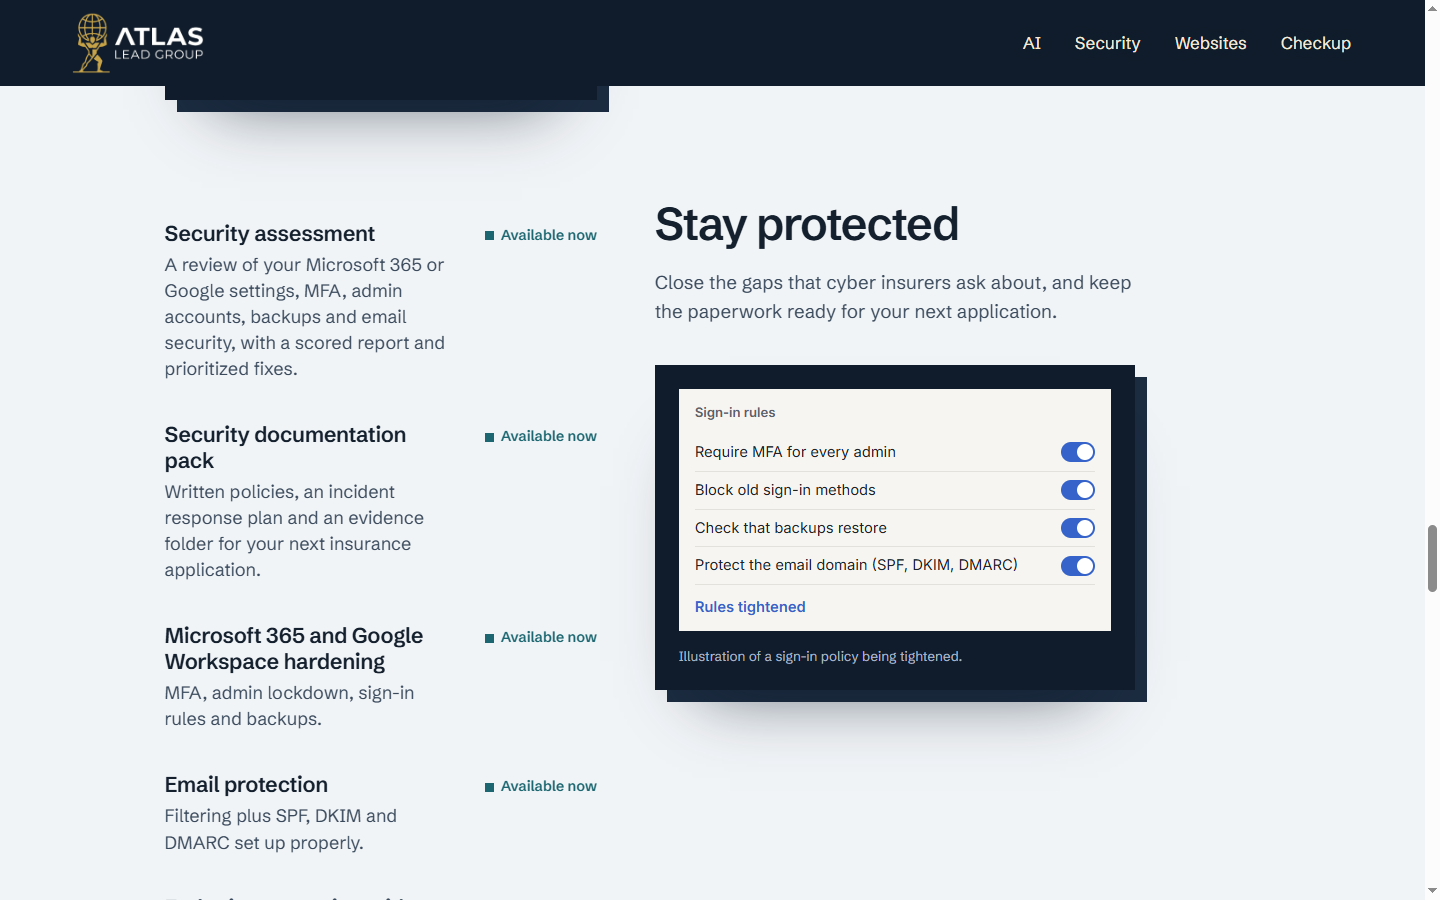 ATLAS
LEAD GROUP
AI
Security
Websites
Checkup
Security assessment
Available now
A review of your Microsoft 365 or
Google settings, MFA, admin
accounts, backups and email
security, with a scored report and
prioritized fixes.
Security documentation
pack
Available now
Written policies, an incident
response plan and an evidence
folder for your next insurance
application.
Microsoft 365 and Google
Workspace hardening
Available now
MFA, admin lockdown, sign-in
rules and backups.
Email protection
Available now
Filtering plus SPF, DKIM and
DMARC set up properly.
Stay protected
Close the gaps that cyber insurers ask about, and keep
the paperwork ready for your next application.
Sign-in rules
Require MFA for every admin
Block old sign-in methods
Check that backups restore
Protect the email domain (SPF, DKIM, DMARC)
Rules tightened
Illustration of a sign-in policy being tightened.